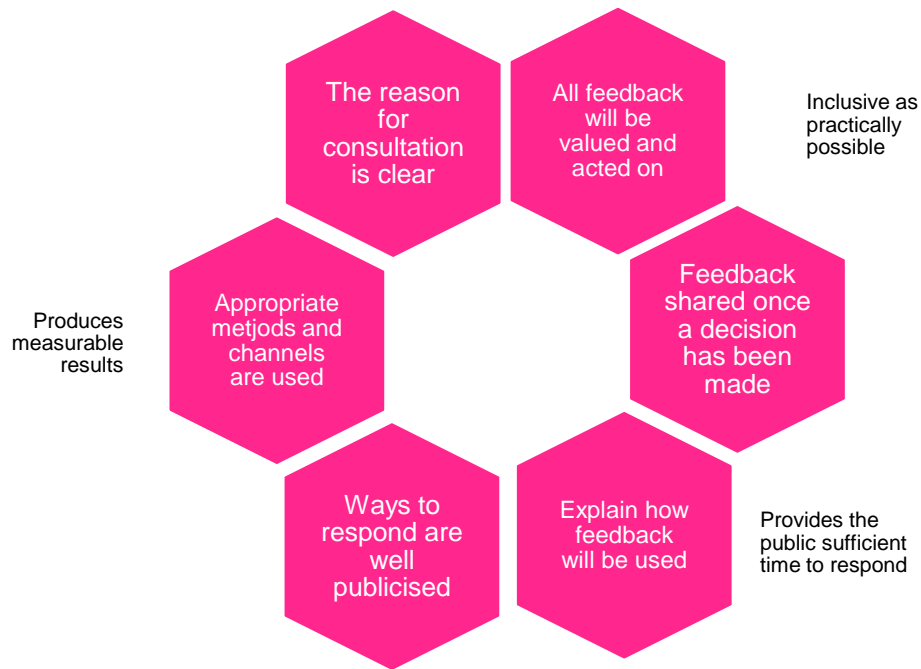 The reason
for
consultation
is clear
All feedback
will be
valued and
acted on
Inclusive as
practically
possible
Produces
measurable
results
Appropriate
metjods and
channels
are used
Feedback
shared once
a decision
has been
made
Ways to
respond are
well
publicised
Explain how
feedback
will be used
Provides the
public sufficient
time to respond